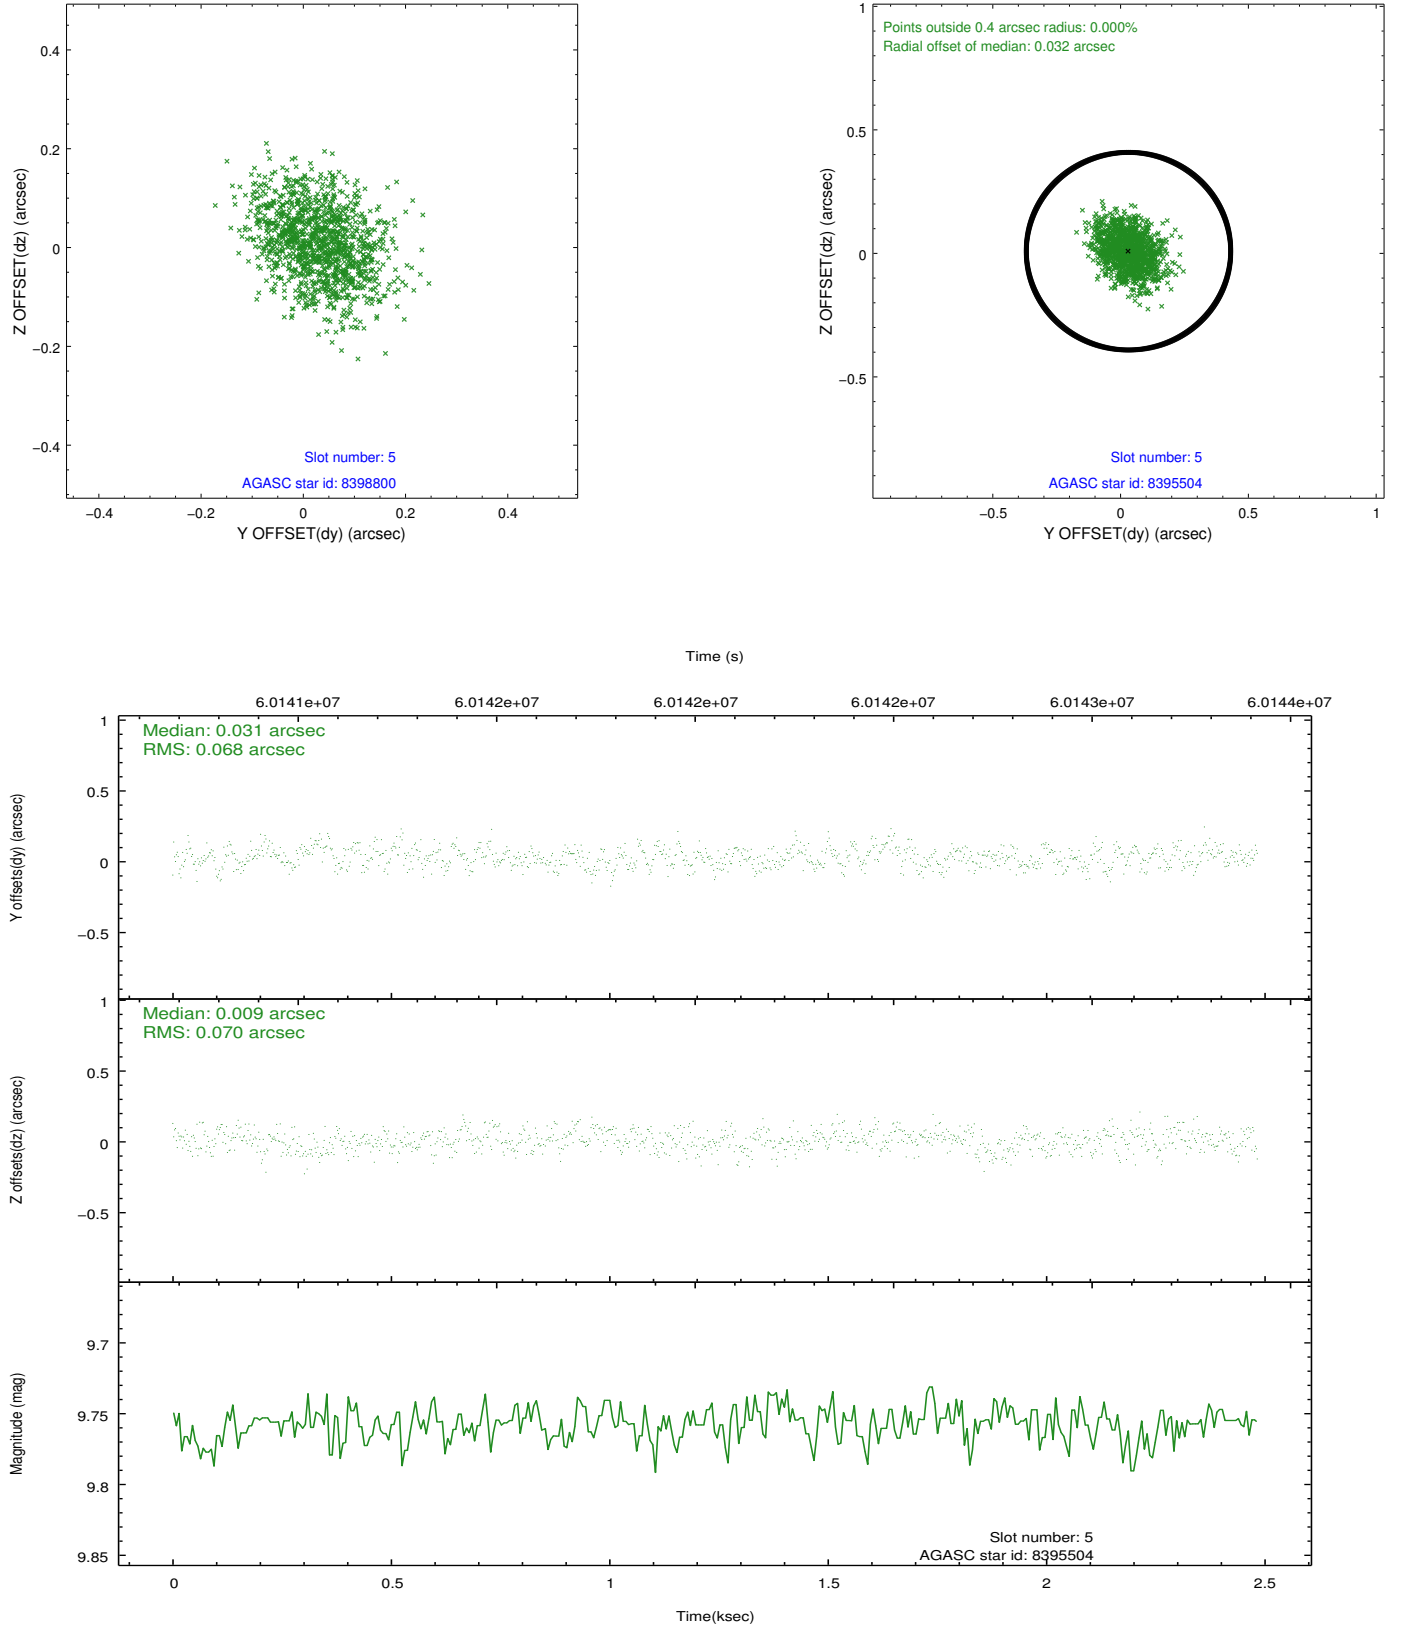 Z OFFSET(dz) (arcsec)
0.4
0.2
0
−0.2
−0.4
Slot number: 5
AGASC star id: 8398800
−0.4 −0.2 0 0.2 0.4
Y OFFSET(dy) (arcsec)
Points outside 0.4 arcsec radius: 0.000%
Radial offset of median: 0.032 arcsec
Z OFFSET(dz) (arcsec)
1
0.5
0
−0.5
Slot number: 5
AGASC star id: 8395504
−0.5 0 0.5 1
Y OFFSET(dy) (arcsec)
Time (s)
6.0141e+07 6.0142e+07 6.0142e+07 6.0142e+07 6.0143e+07 6.0144e+07
Median: 0.031 arcsec
RMS: 0.068 arcsec
Y offsets(dy) (arcsec)
1
0.5
0
−0.5
Median: 0.009 arcsec
RMS: 0.070 arcsec
Z offsets(dz) (arcsec)
1
0.5
0
−0.5
Magnitude (mag)
9.7
9.75
9.8
9.85
Slot number: 5
AGASC star id: 8395504
0 0.5 1 1.5 2 2.5
Time(ksec)